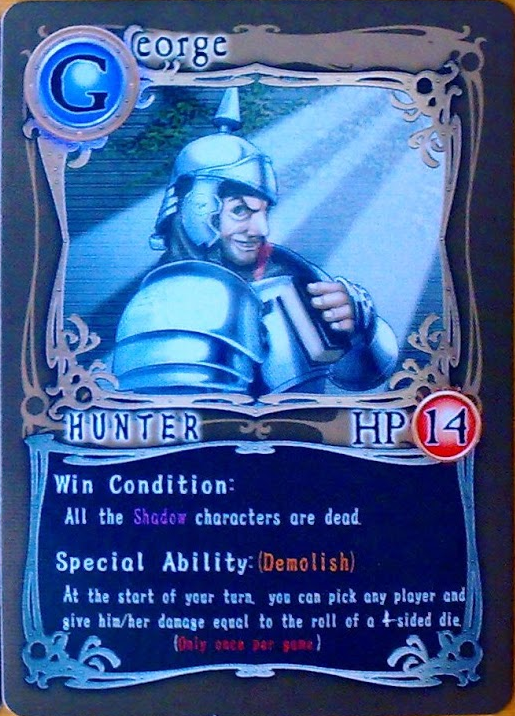 George
HUNTER HP 14
Win Condition:
All the Shadow characters are dead.
Special Ability: (Demolish)
At the start of your turn, you can pick any player and
give him/her damage equal to the roll of a 4-sided die.
(Only once per game.)